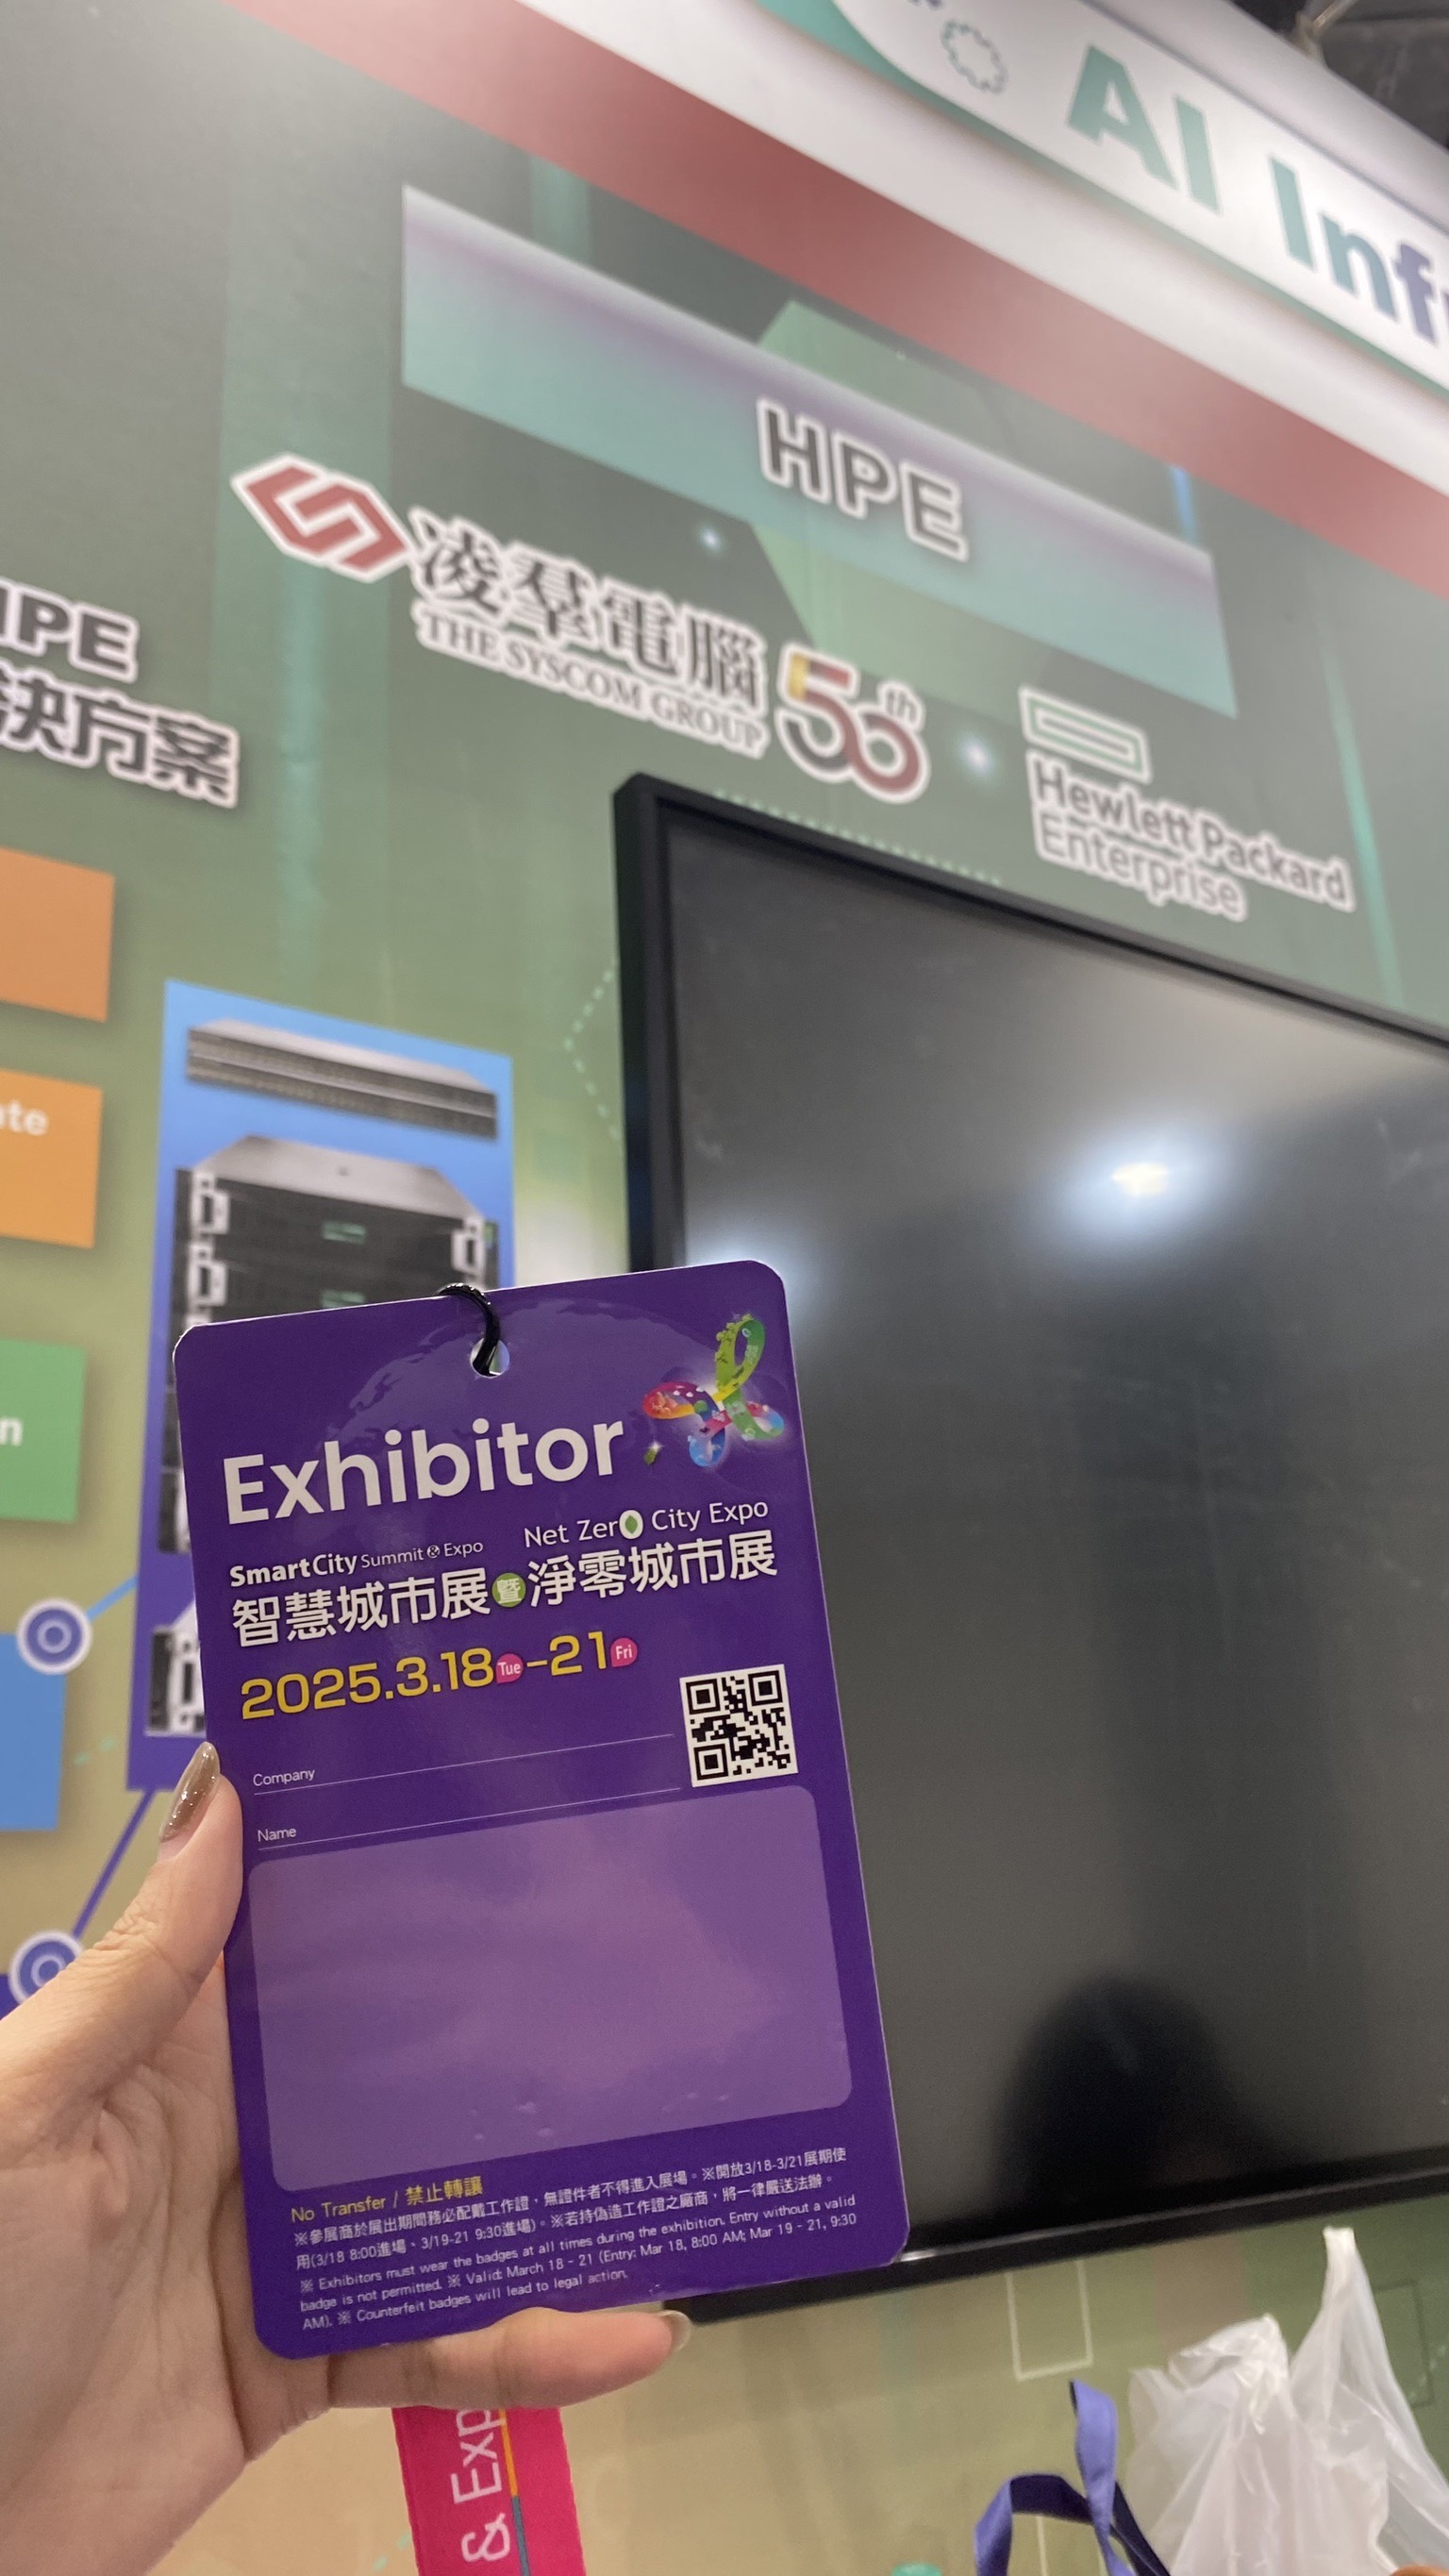 AI Inf
HPE
凌羣電腦
THE SYSCOM GROUP
50th
Hewlett Packard
Enterprise
HPE
決方案
te
n
Exhibitor
SmartCity Summit & Expo
Net Zero City Expo
智慧城市展暨淨零城市展
2025.3.18 Tue -21 Fri
Company
Name
No Transfer / 禁止轉讓
※參展商於展出期間務必配戴工作證，無證件者不得進入展場。※開放3/18-3/21展期使
用(3/18 8:00進場、3/19-21 9:30進場)。※若持偽造工作證之廠商，將一律嚴送法辦。
※ Exhibitors must wear the badges at all times during the exhibition. Entry without a valid
badge is not permitted. ※ Valid: March 18 - 21 (Entry: Mar 18, 8:00 AM; Mar 19 - 21, 9:30
AM). ※ Counterfeit badges will lead to legal action.
& Exp